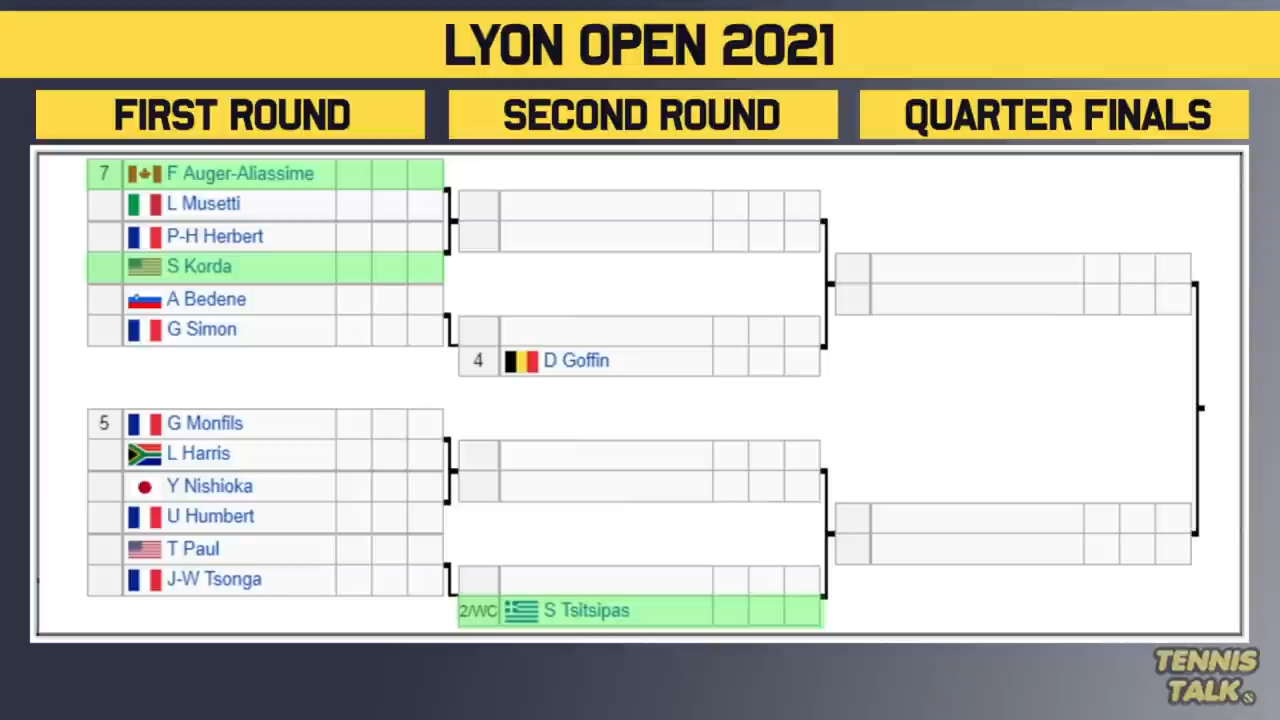 LYON OPEN 2021
FIRST ROUND
SECOND ROUND
QUARTER FINALS
7 F Auger-Aliassime
L Musetti
P-H Herbert
S Korda
A Bedene
G Simon
4 D Goffin
5 G Monfils
L Harris
Y Nishioka
U Humbert
T Paul
J-W Tsonga
2/WC S Tsitsipas
TENNIS
TALK